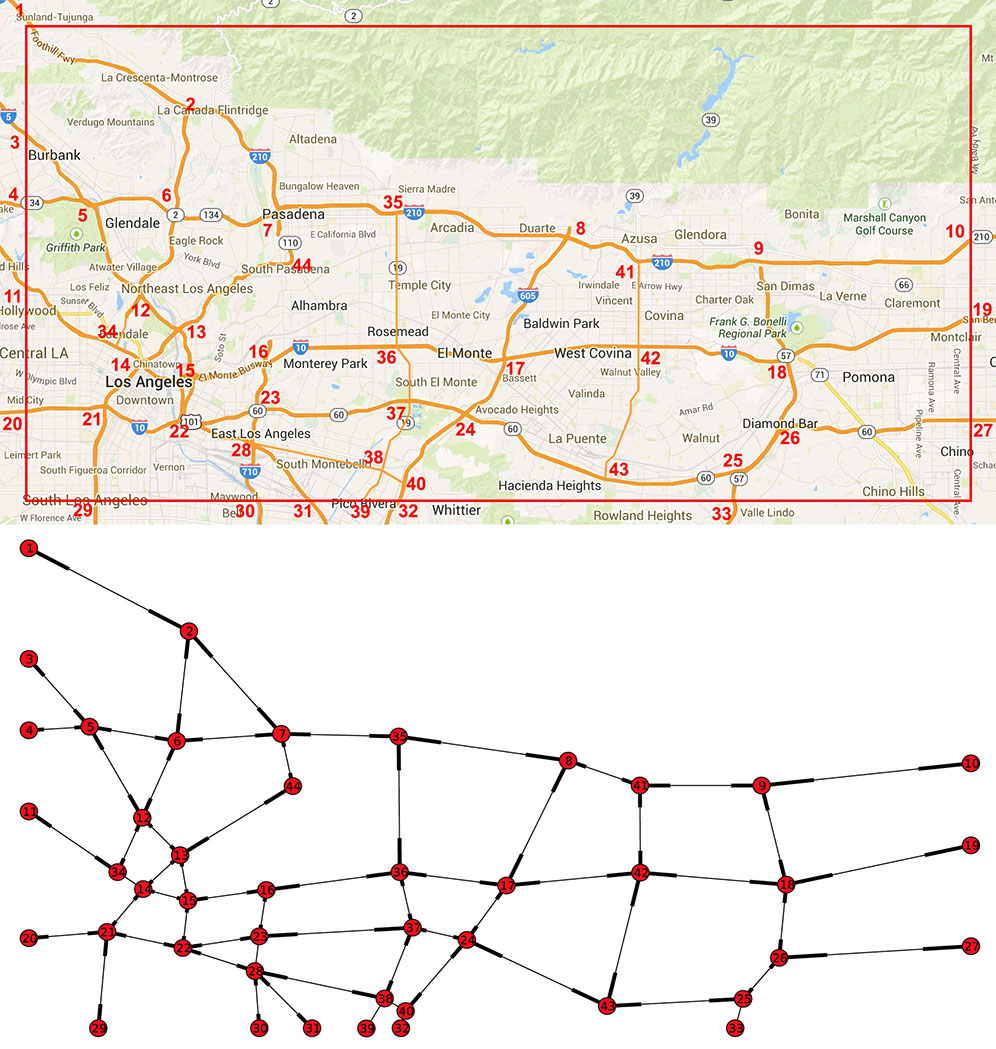 1
Sunland-Tujunga
2
2
Foothill Fwy
La Crescenta-Montrose
Mt
2
La Cañada Flintridge
5
Verdugo Mountains
39
3
Altadena
210
Burbank
Bungalow Heaven
Sierra Madre
4
34
6
35
39
5
Glendale
2
134
Pasadena
210
Bonita
Marshall Canyon
Golf Course
San Anto
7
E California Blvd
Arcadia
Duarte
8
10
Griffith Park
Eagle Rock
110
Azusa
Glendora
210
York Blvd
9
d Hills
Atwater Village
South Pasadena
44
19
41
210
Los Feliz
Northeast Los Angeles
Temple City
Irwindale
E Arrow Hwy
San Dimas
66
11
Sunset Blvd
605
Vincent
Charter Oak
La Verne
Claremont
Hollywood
12
Alhambra
El Monte City
Covina
19
rose Ave
34
13
Rosemead
Baldwin Park
Frank G. Bonelli
Regional Park
San Be
Montclair
Central LA
Soto St
16
10
36
El Monte
West Covina
42
10
57
14
Chinatown
15
Monterey Park
17
Walnut Valley
18
W Olympic Blvd
Los Angeles
El Monte Busway
South El Monte
Bassett
71
Pomona
Mid City
Downtown
23
Valinda
Ramona Ave
Central Ave
20
21
10
101
60
60
37
19
Avocado Heights
Amar Rd
Diamond Bar
22
East Los Angeles
24
60
La Puente
Walnut
26
60
27
Leimert Park
28
Pipeline Ave
Chino
South Figueroa Corridor
Vernon
710
South Montebello
38
43
25
Hacienda Heights
60
57
40
Chino Hills
Central Ave
South Los Angeles
Maywood
Pico Rivera
W Florence Ave
29
Bel
30
31
39
32
Whittier
Rowland Heights
33
Valle Lindo
1
2
3
4
5
6
7
35
8
10
44
41
9
11
12
13
19
34
14
15
16
36
17
42
18
20
21
22
23
37
24
27
28
26
38
40
43
25
29
30
31
39
32
33